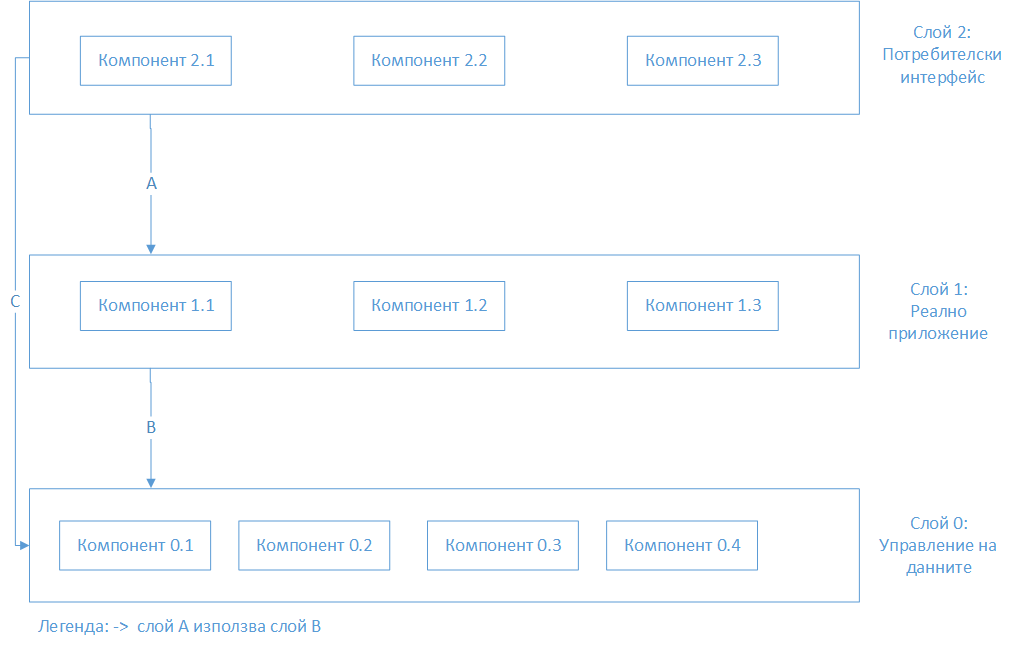 Компонент 2.1
Компонент 2.2
Компонент 2.3
Слой 2:
Потребителски
интерфейс
A
C
Компонент 1.1
Компонент 1.2
Компонент 1.3
Слой 1:
Реално
приложение
B
Компонент 0.1
Компонент 0.2
Компонент 0.3
Компонент 0.4
Слой 0:
Управление на
данните
Легенда: -> слой А използва слой В